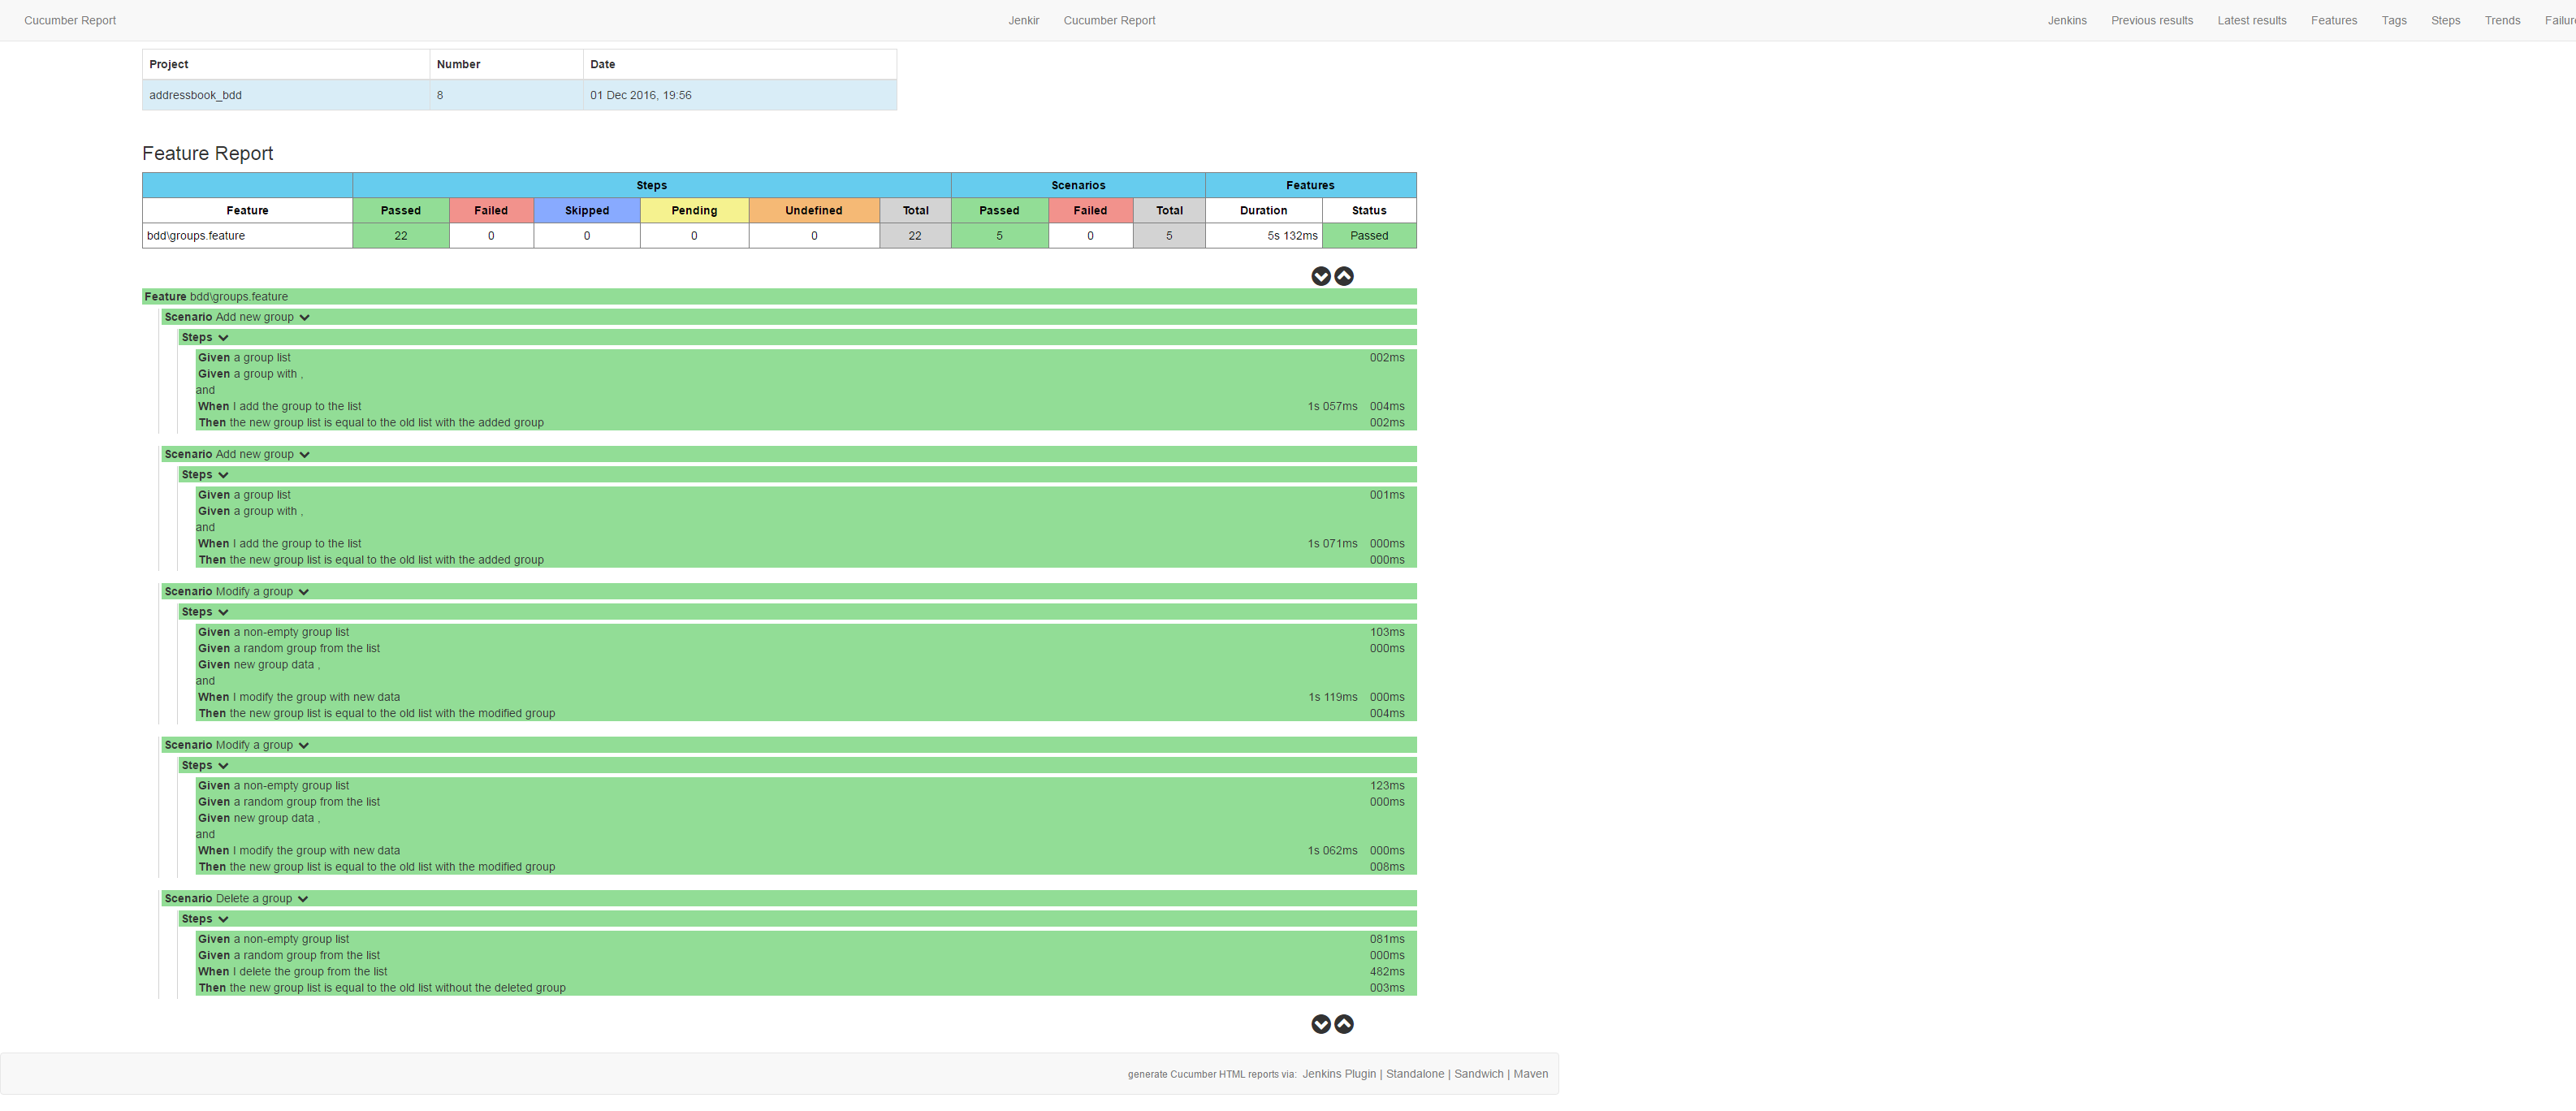 Cucumber Report Jenkir Cucumber Report Jenkins Previous results Latest results Features Tags Steps Trends Failur
Project Number Date
addressbook_bdd 8 01 Dec 2016, 19:56
Feature Report
Steps Scenarios Features
Feature Passed Failed Skipped Pending Undefined Total Passed Failed Total Duration Status
bdd\groups.feature 22 0 0 0 0 22 5 0 5 5s 132ms Passed
Feature bdd\groups.feature
Scenario Add new group
Steps
Given a group list 002ms
Given a group with ,
and
When I add the group to the list 1s 057ms 004ms
Then the new group list is equal to the old list with the added group 002ms
Scenario Add new group
Steps
Given a group list 001ms
Given a group with ,
and
When I add the group to the list 1s 071ms 000ms
Then the new group list is equal to the old list with the added group 000ms
Scenario Modify a group
Steps
Given a non-empty group list 103ms
Given a random group from the list 000ms
Given new group data ,
and
When I modify the group with new data 1s 119ms 000ms
Then the new group list is equal to the old list with the modified group 004ms
Scenario Modify a group
Steps
Given a non-empty group list 123ms
Given a random group from the list 000ms
Given new group data ,
and
When I modify the group with new data 1s 062ms 000ms
Then the new group list is equal to the old list with the modified group 008ms
Scenario Delete a group
Steps
Given a non-empty group list 081ms
Given a random group from the list 000ms
When I delete the group from the list 482ms
Then the new group list is equal to the old list without the deleted group 003ms
generate Cucumber HTML reports via: Jenkins Plugin | Standalone | Sandwich | Maven